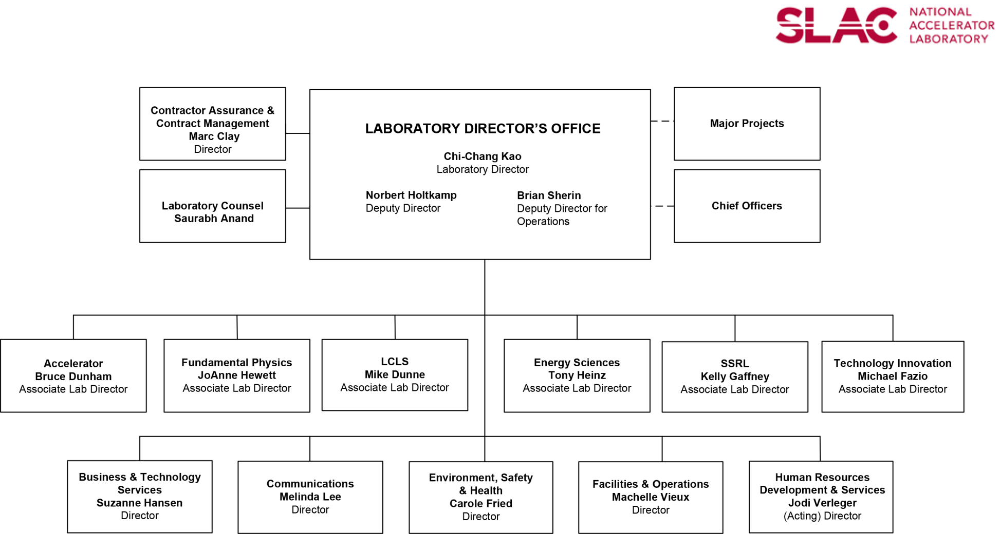 SLAC
NATIONAL
ACCELERATOR
LABORATORY
Contractor Assurance &
Contract Management
Marc Clay
Director
LABORATORY DIRECTOR’S OFFICE
Chi-Chang Kao
Laboratory Director
Norbert Holtkamp
Deputy Director
Brian Sherin
Deputy Director for
Operations
Major Projects
Laboratory Counsel
Saurabh Anand
Chief Officers
Accelerator
Bruce Dunham
Associate Lab Director
Fundamental Physics
JoAnne Hewett
Associate Lab Director
LCLS
Mike Dunne
Associate Lab Director
Energy Sciences
Tony Heinz
Associate Lab Director
SSRL
Kelly Gaffney
Associate Lab Director
Technology Innovation
Michael Fazio
Associate Lab Director
Business & Technology
Services
Suzanne Hansen
Director
Communications
Melinda Lee
Director
Environment, Safety
& Health
Carole Fried
Director
Facilities & Operations
Machelle Vieux
Director
Human Resources
Development & Services
Jodi Verleger
(Acting) Director